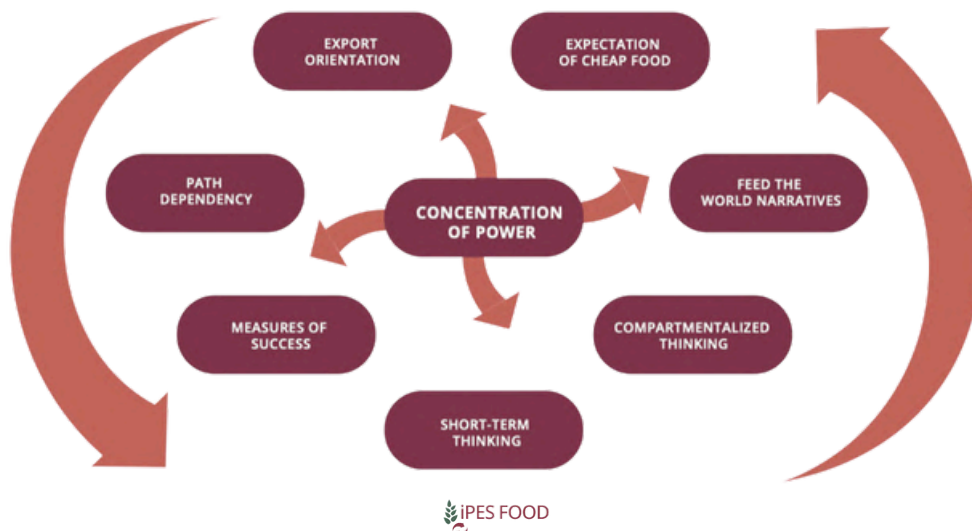 EXPORT
ORIENTATION
EXPECTATION
OF CHEAP FOOD
PATH
DEPENDENCY
CONCENTRATION
OF POWER
FEED THE
WORLD NARRATIVES
MEASURES OF
SUCCESS
COMPARTMENTALIZED
THINKING
SHORT-TERM
THINKING
iPES FOOD